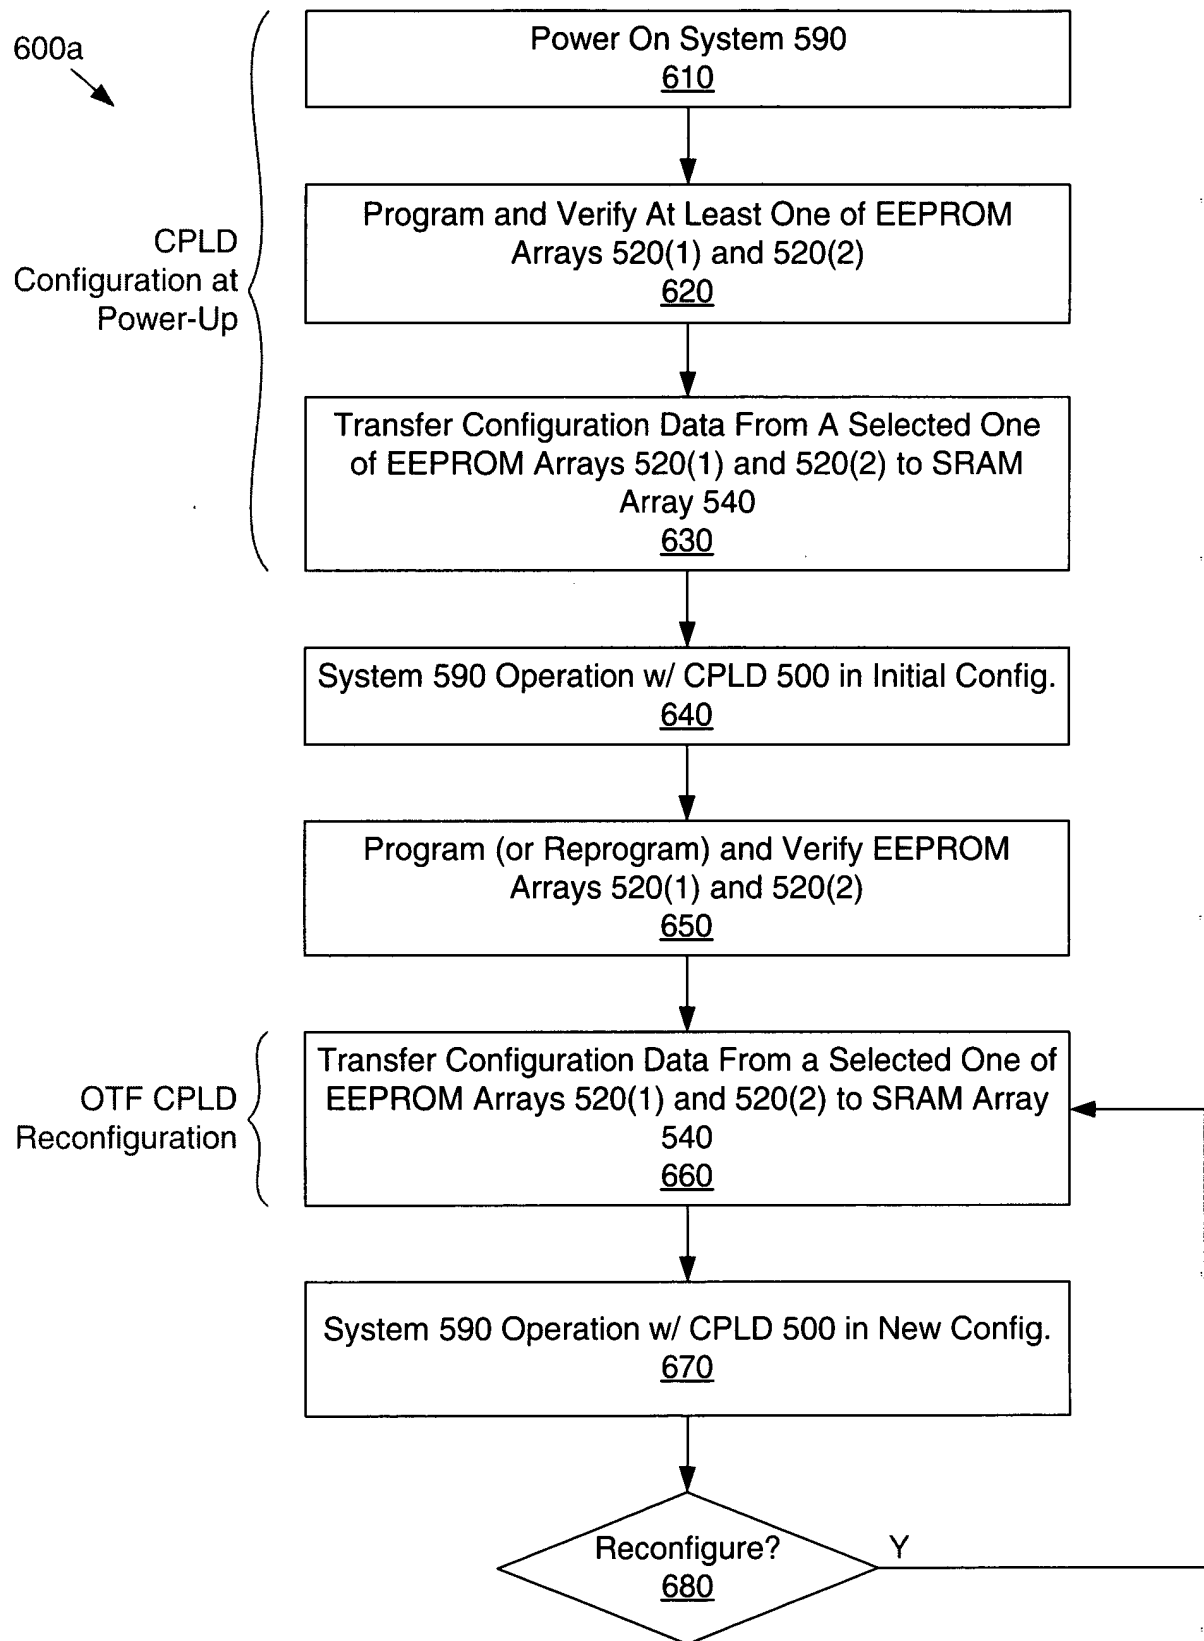 600a
Power On System 590
610
CPLD
Configuration at
Power-Up
Program and Verify At Least One of EEPROM
Arrays 520(1) and 520(2)
620
Transfer Configuration Data From A Selected One
of EEPROM Arrays 520(1) and 520(2) to SRAM
Array 540
630
System 590 Operation w/ CPLD 500 in Initial Config.
640
Program (or Reprogram) and Verify EEPROM
Arrays 520(1) and 520(2)
650
OTF CPLD
Reconfiguration
Transfer Configuration Data From a Selected One of
EEPROM Arrays 520(1) and 520(2) to SRAM Array
540
660
System 590 Operation w/ CPLD 500 in New Config.
670
Reconfigure?
680
Y